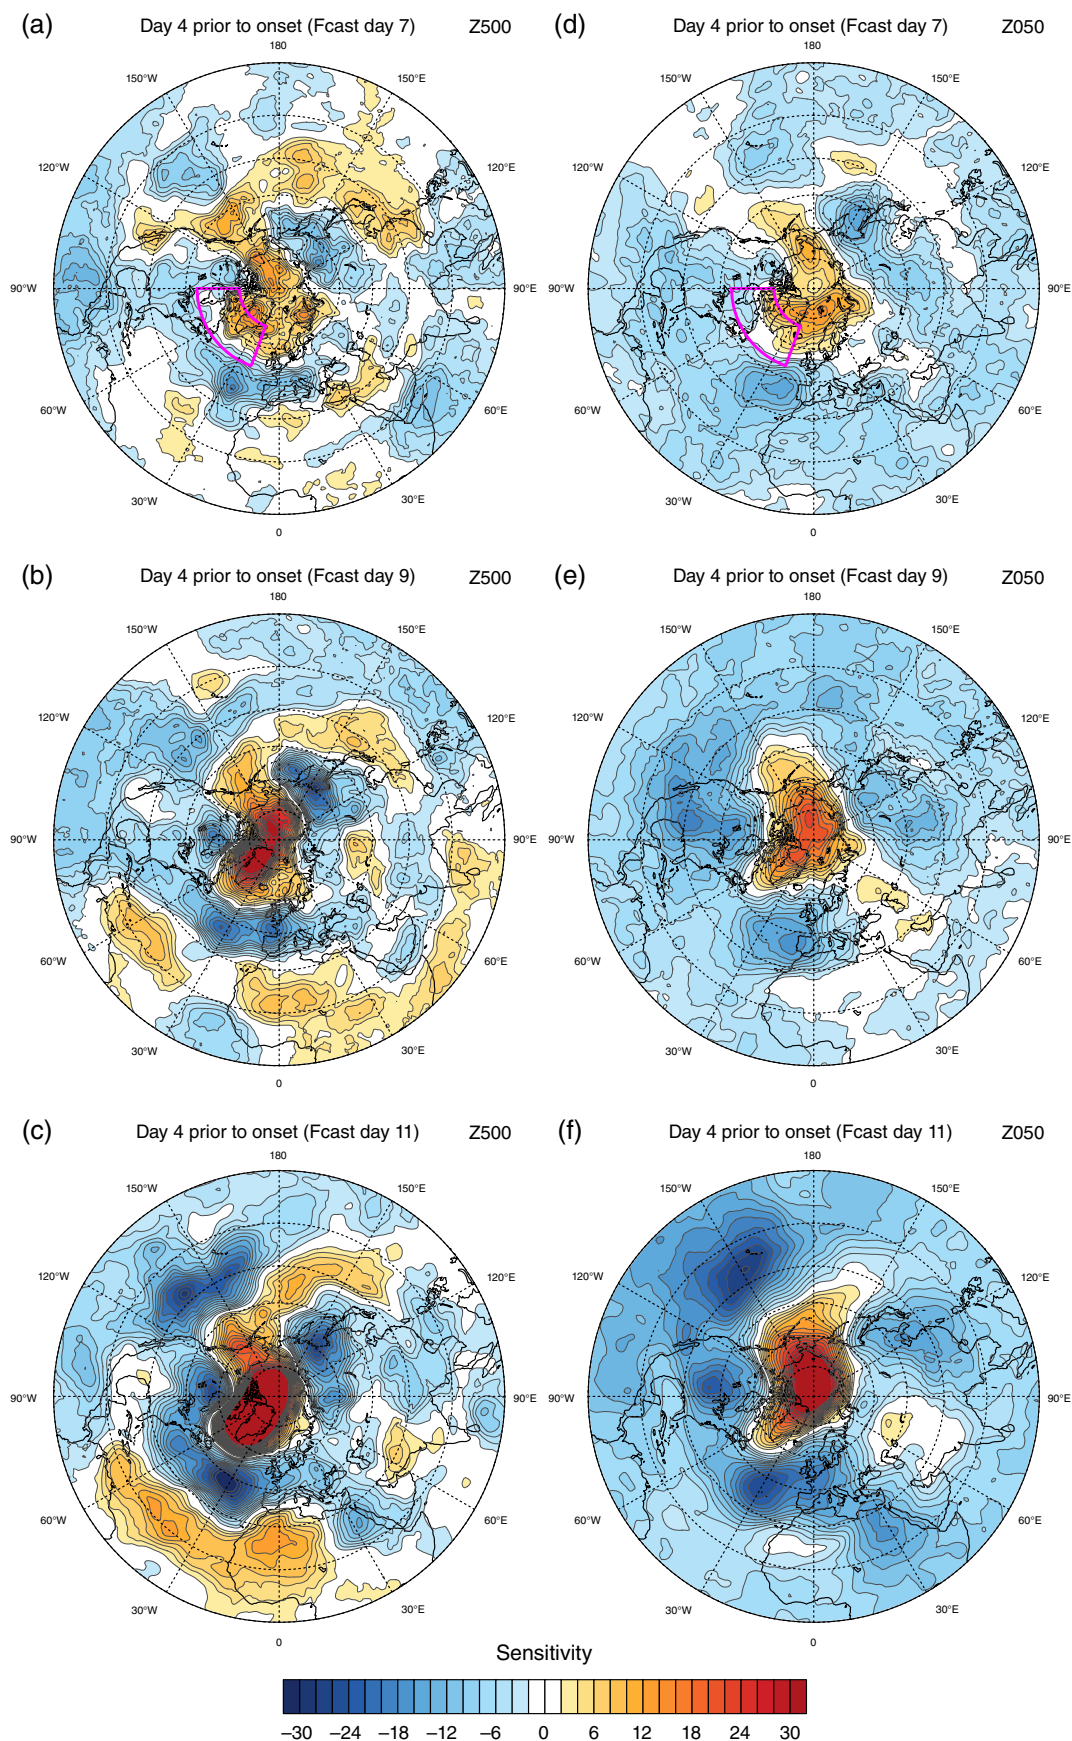 (a) Day 4 prior to onset (Fcast day 7) Z500
180
150°W 150°E
120°W 120°E
90°W 90°E
60°W 60°E
30°W 30°E
0
(d) Day 4 prior to onset (Fcast day 7) Z050
180
150°W 150°E
120°W 120°E
90°W 90°E
60°W 60°E
30°W 30°E
0
(b) Day 4 prior to onset (Fcast day 9) Z500
180
150°W 150°E
120°W 120°E
90°W 90°E
60°W 60°E
30°W 30°E
0
(e) Day 4 prior to onset (Fcast day 9) Z050
180
150°W 150°E
120°W 120°E
90°W 90°E
60°W 60°E
30°W 30°E
0
(c) Day 4 prior to onset (Fcast day 11) Z500
180
150°W 150°E
120°W 120°E
90°W 90°E
60°W 60°E
30°W 30°E
0
(f) Day 4 prior to onset (Fcast day 11) Z050
180
150°W 150°E
120°W 120°E
90°W 90°E
60°W 60°E
30°W 30°E
0
Sensitivity
−30 −24 −18 −12 −6 0 6 12 18 24 30